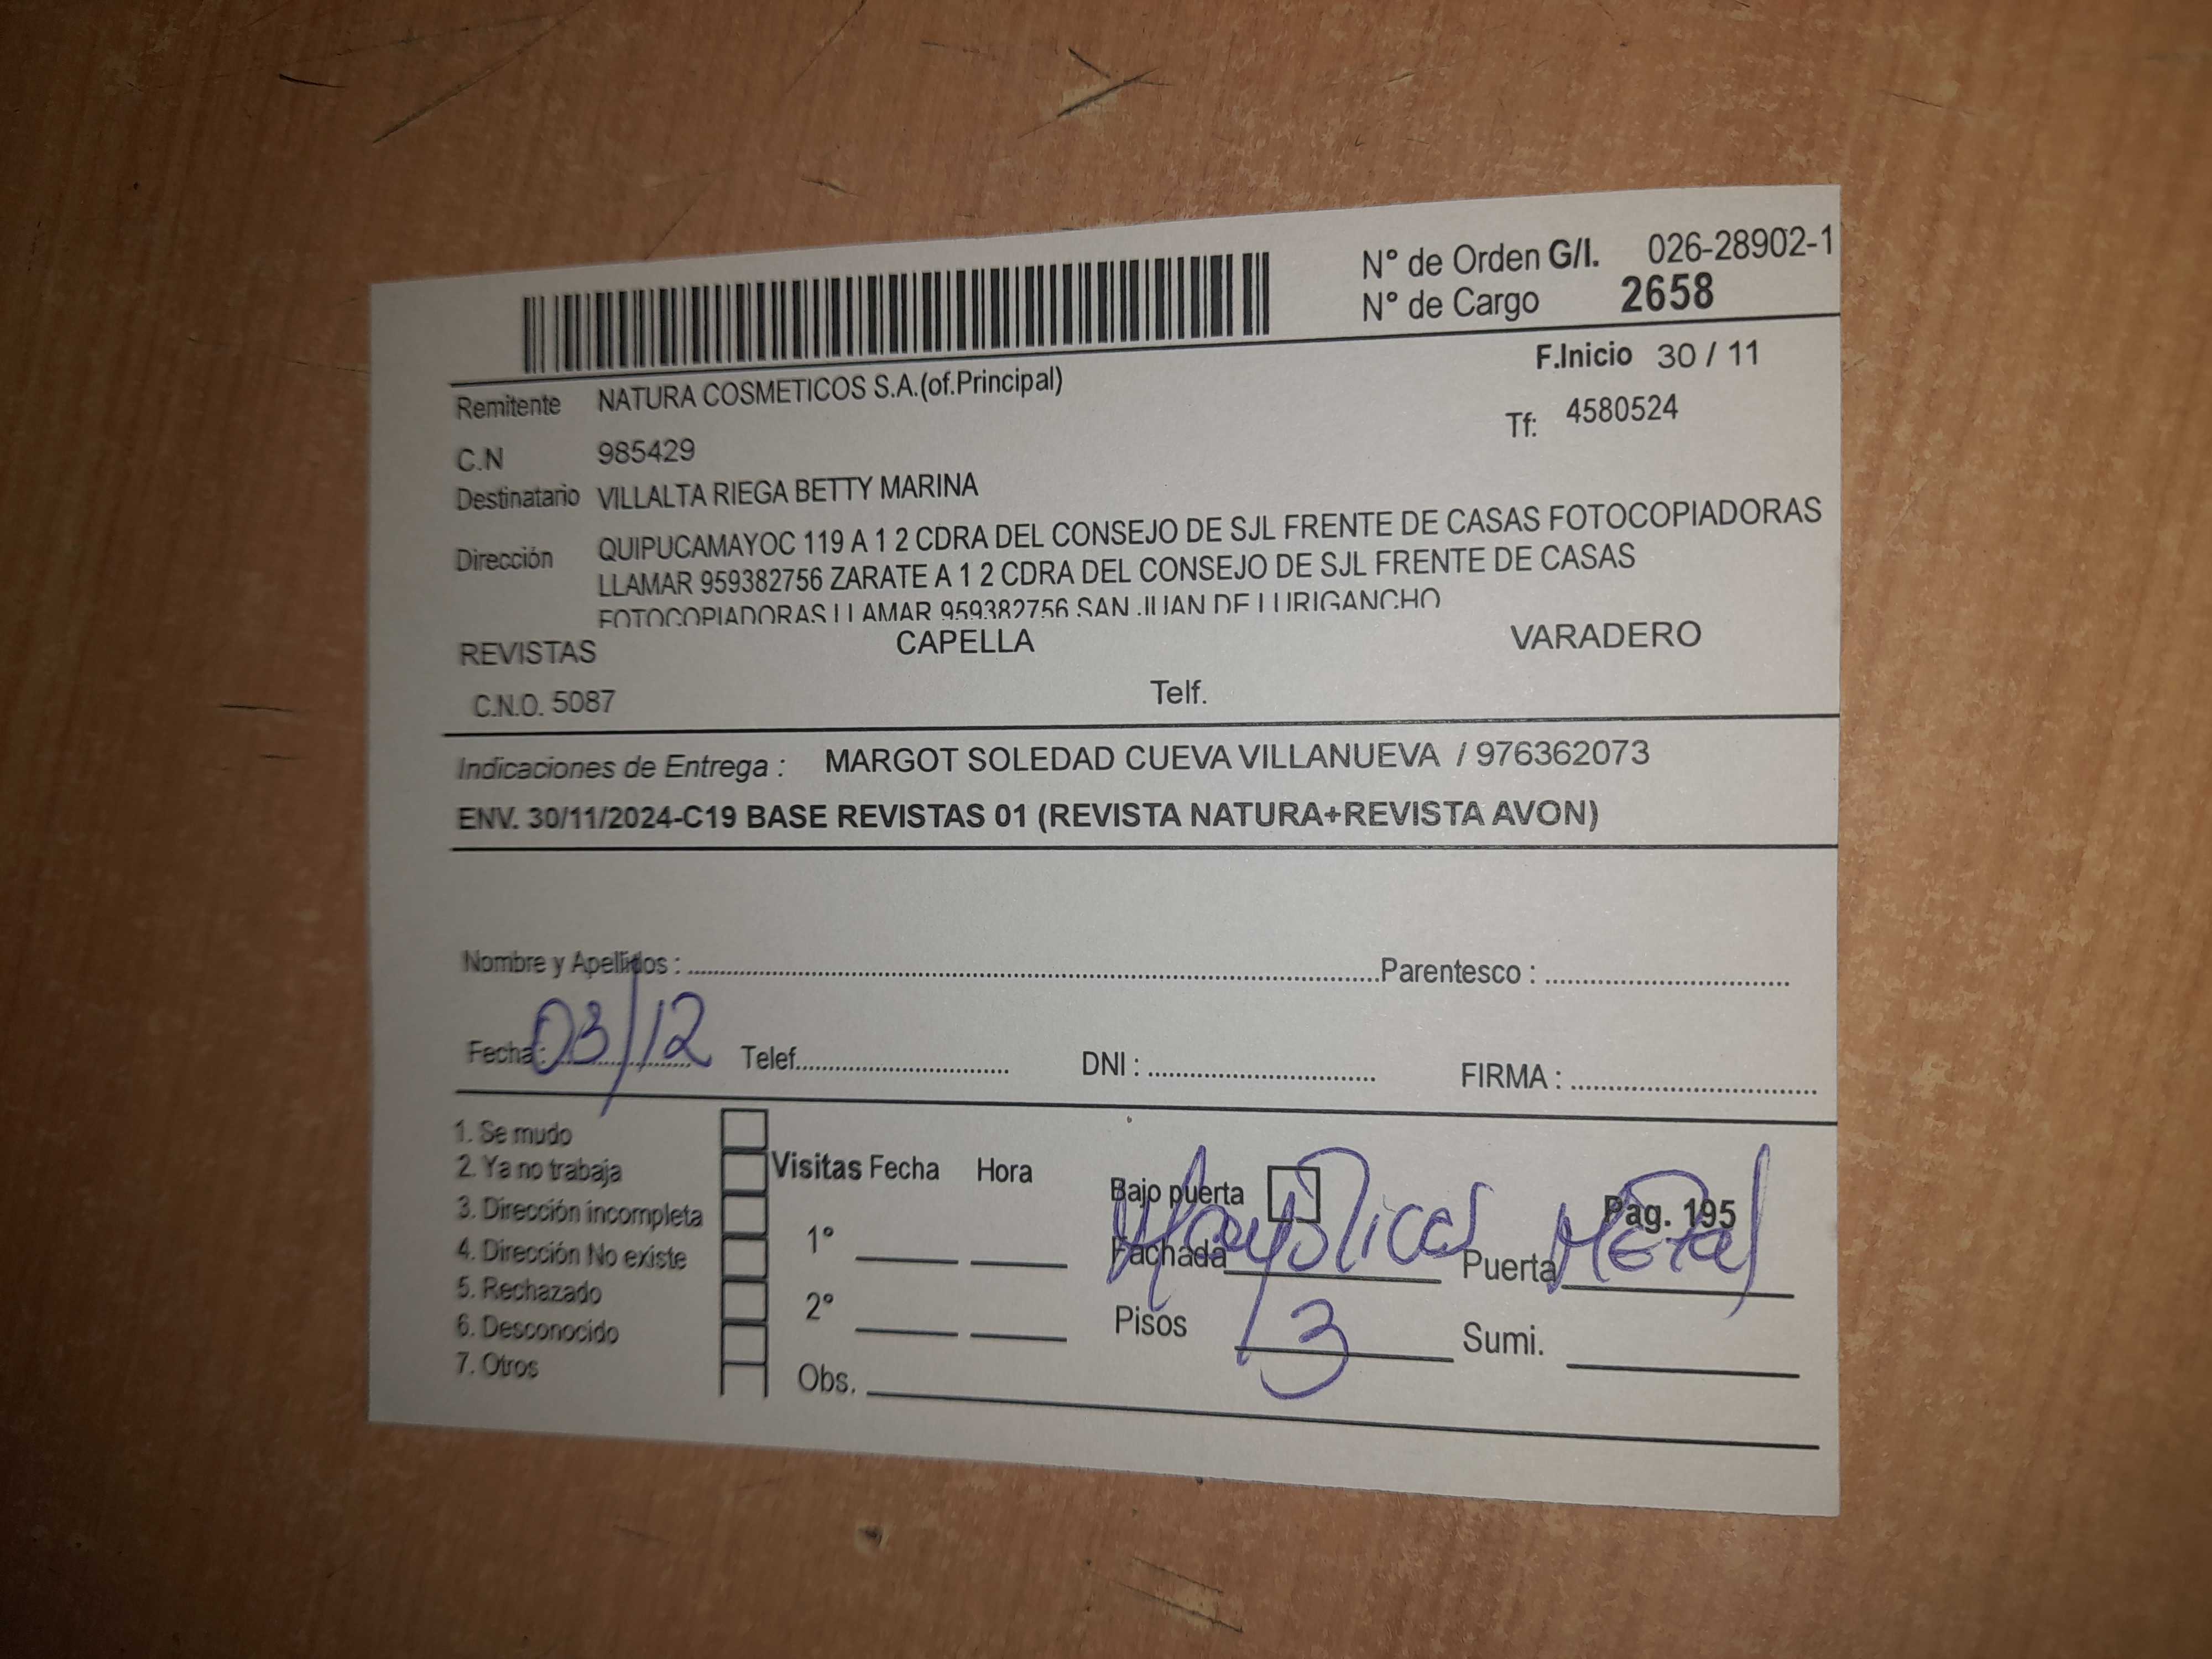 N° de Orden G/I. 026-28902-1
N° de Cargo 2658
F.Inicio 30 / 11
Remitente NATURA COSMETICOS S.A.(of.Principal)
Tf: 4580524
C.N 985429
Destinatario VILLALTA RIEGA BETTY MARINA
Dirección QUIPUCAMAYOC 119 A 1 2 CDRA DEL CONSEJO DE SJL FRENTE DE CASAS FOTOCOPIADORAS
LLAMAR 959382756 ZARATE A 1 2 CDRA DEL CONSEJO DE SJL FRENTE DE CASAS
FOTOCOPIADORAS LLAMAR 959382756 SAN JUAN DE LURIGANCHO
REVISTAS CAPELLA VARADERO
C.N.O. 5087 Telf.
Indicaciones de Entrega : MARGOT SOLEDAD CUEVA VILLANUEVA / 976362073
ENV. 30/11/2024-C19 BASE REVISTAS 01 (REVISTA NATURA+REVISTA AVON)
Nombre y Apellidos : Parentesco :
Fecha: 03/12 Telef. DNI : FIRMA :
1. Se mudo
2. Ya no trabaja
3. Dirección incompleta
4. Dirección No existe
5. Rechazado
6. Desconocido
7. Otros
Visitas Fecha Hora
1°
2°
Obs.
Bajo puerta Pag. 195
Fachada Mayolica Puerta Metal
Pisos 3 Sumi.